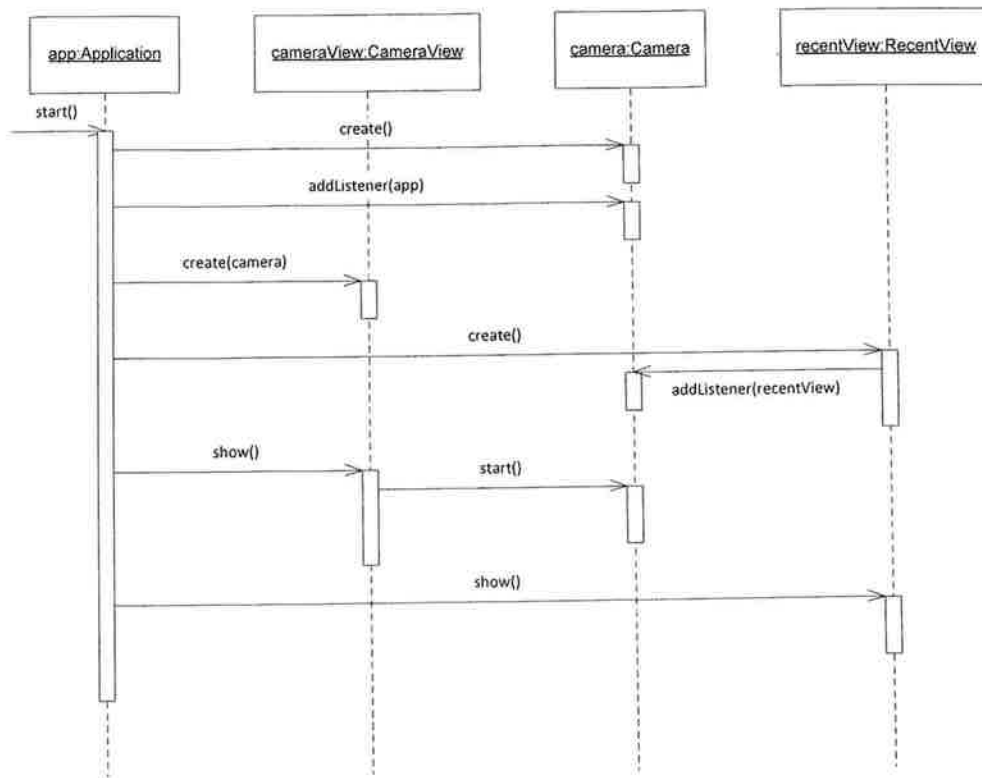 app:Application
cameraView:CameraView
camera:Camera
recentView:RecentView
start()
create()
addListener(app)
create(camera)
create()
addListener(recentView)
show()
start()
show()